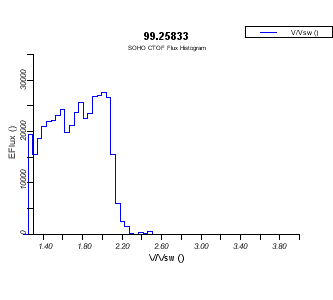 99.25833
SOHO CTOF Flux Histogram
V/Vsw ()
EFlux ()
30000
20000
10000
0
1.40 1.80 2.20 2.60 3.00 3.40 3.80
V/Vsw ()